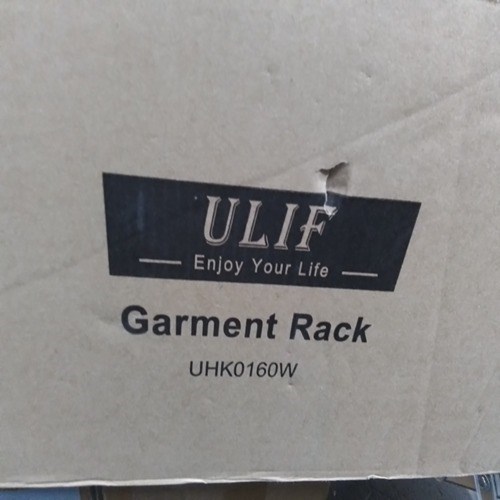 ULIF
Enjoy Your Life
Garment Rack
UHK0160W